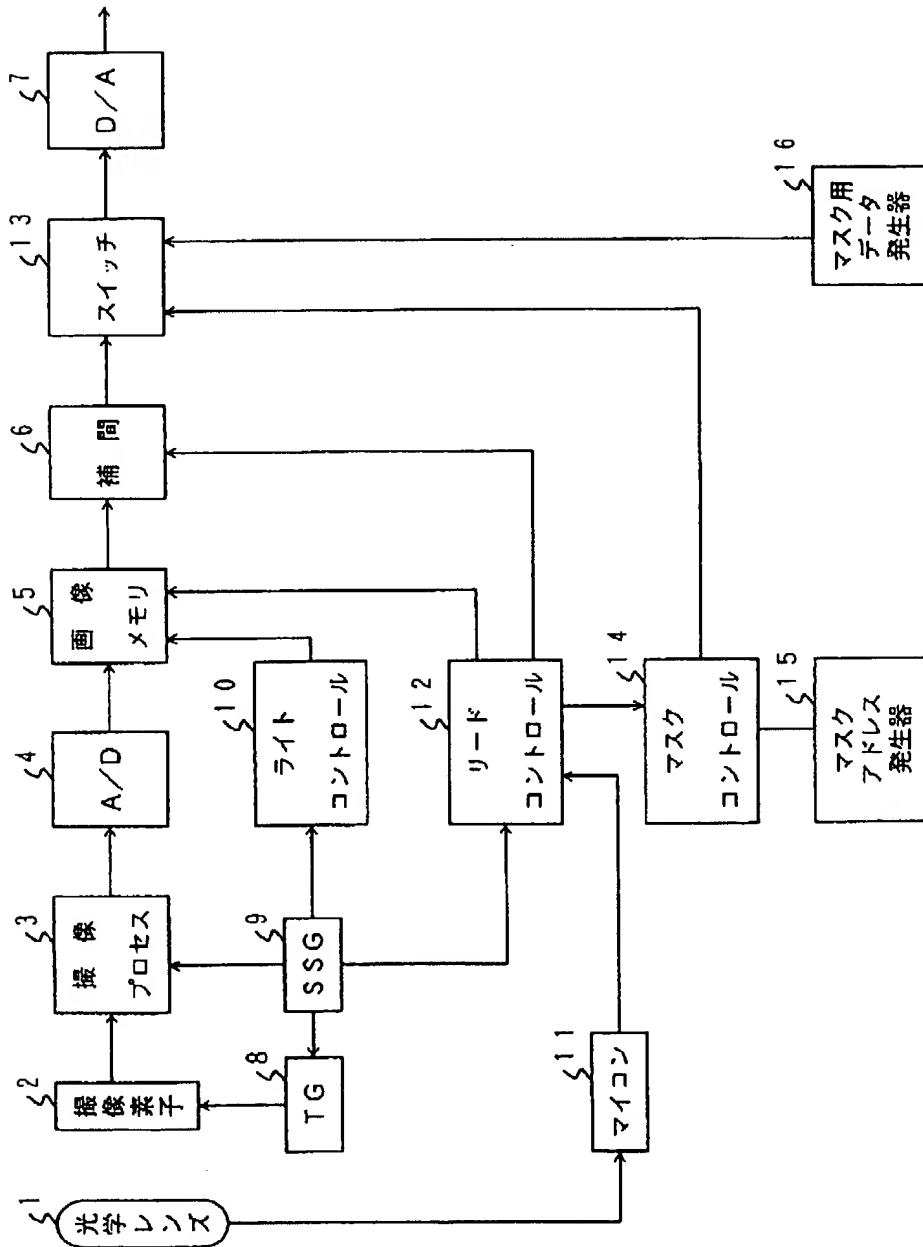 1
光学レンズ
2
撮像素子
3
撮像
プロセス
4
A/D
5
画像
メモリ
6
補間
13
スイッチ
7
D/A
8
TG
9
SSG
10
ライト
コントロール
11
マイコン
12
リード
コントロール
14
マスク
コントロール
15
マスク
アドレス
発生器
16
マスク用
データ
発生器